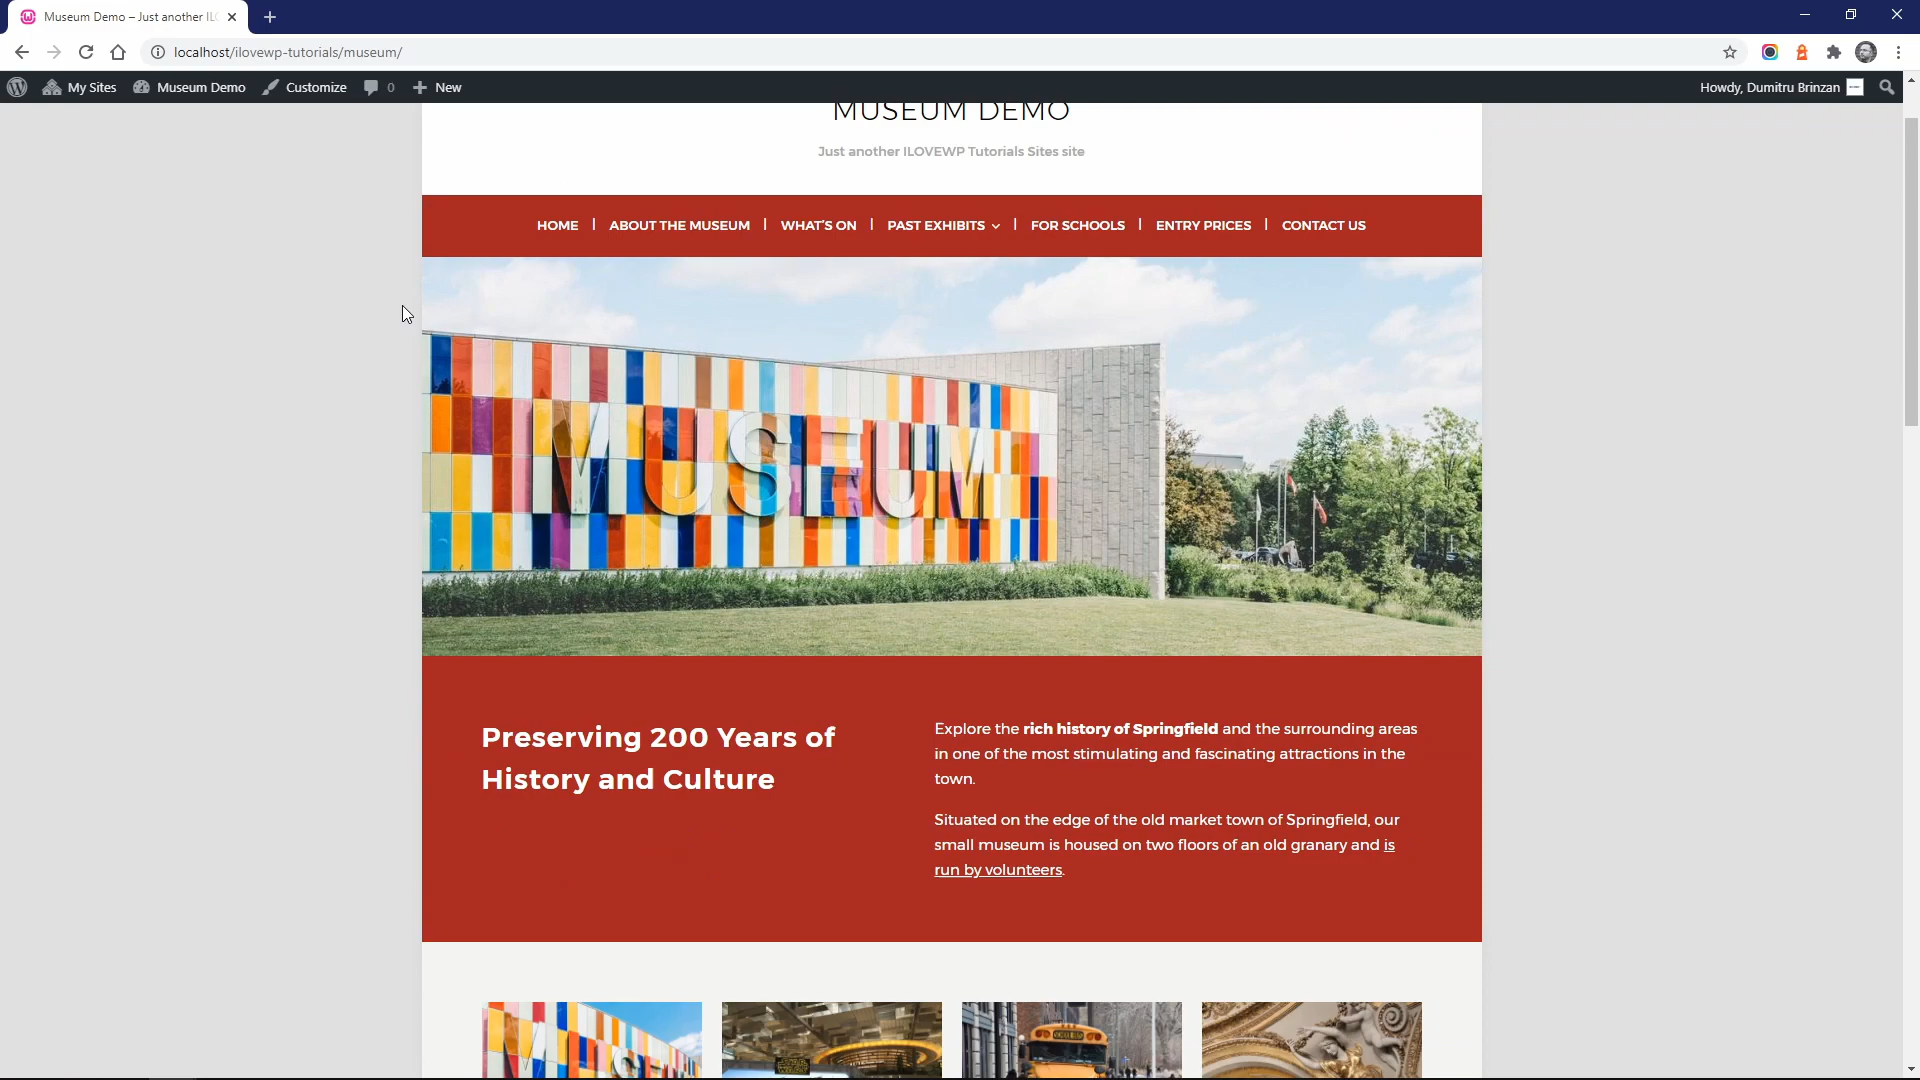 Museum Demo – Just another ILO
localhost/ilovewp-tutorials/museum/
My Sites Museum Demo Customize 0 New
Howdy, Dumitru Brinzan
MUSEUM DEMO
Just another ILOVEWP Tutorials Sites site
HOME | ABOUT THE MUSEUM | WHAT'S ON | PAST EXHIBITS | FOR SCHOOLS | ENTRY PRICES | CONTACT US
MUSEUM
Preserving 200 Years of
History and Culture
Explore the rich history of Springfield and the surrounding areas
in one of the most stimulating and fascinating attractions in the
town.
Situated on the edge of the old market town of Springfield, our
small museum is housed on two floors of an old granary and is
run by volunteers.
SCHOOL BUS